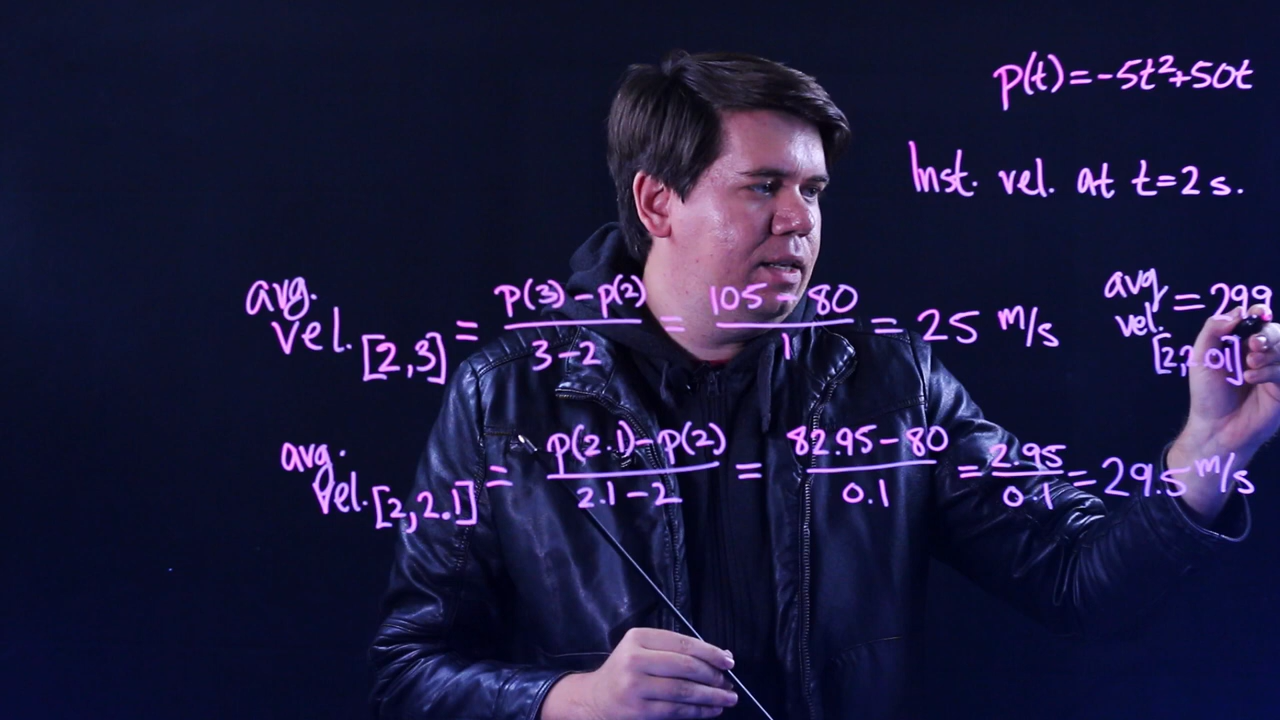 p(t) = -5t²+50t
Inst. vel. at t=2 s.
avg. vel. [2,3] = p(3) - p(2) / 3-2 = 105 - 80 / 1 = 25 m/s
avg vel. [2,2.01] = 299
avg. vel. [2,2.1] = p(2.1) - p(2) / 2.1-2 = 82.95 - 80 / 0.1 = 2.95 / 0.1 = 29.5 m/s